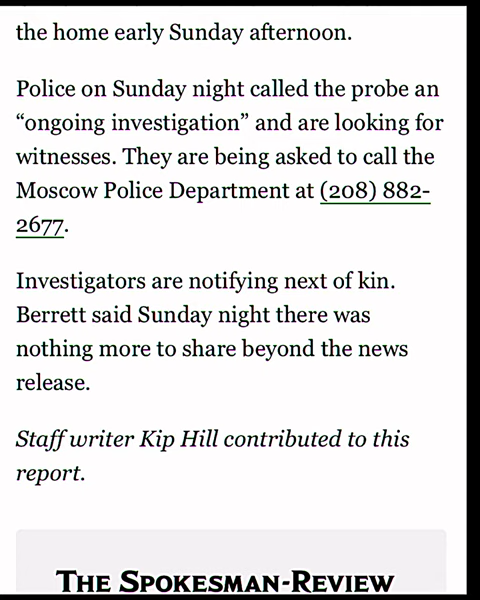 the home early Sunday afternoon.
Police on Sunday night called the probe an
“ongoing investigation” and are looking for
witnesses. They are being asked to call the
Moscow Police Department at (208) 882-
2677.
Investigators are notifying next of kin.
Berrett said Sunday night there was
nothing more to share beyond the news
release.
Staff writer Kip Hill contributed to this
report.
THE SPOKESMAN-REVIEW